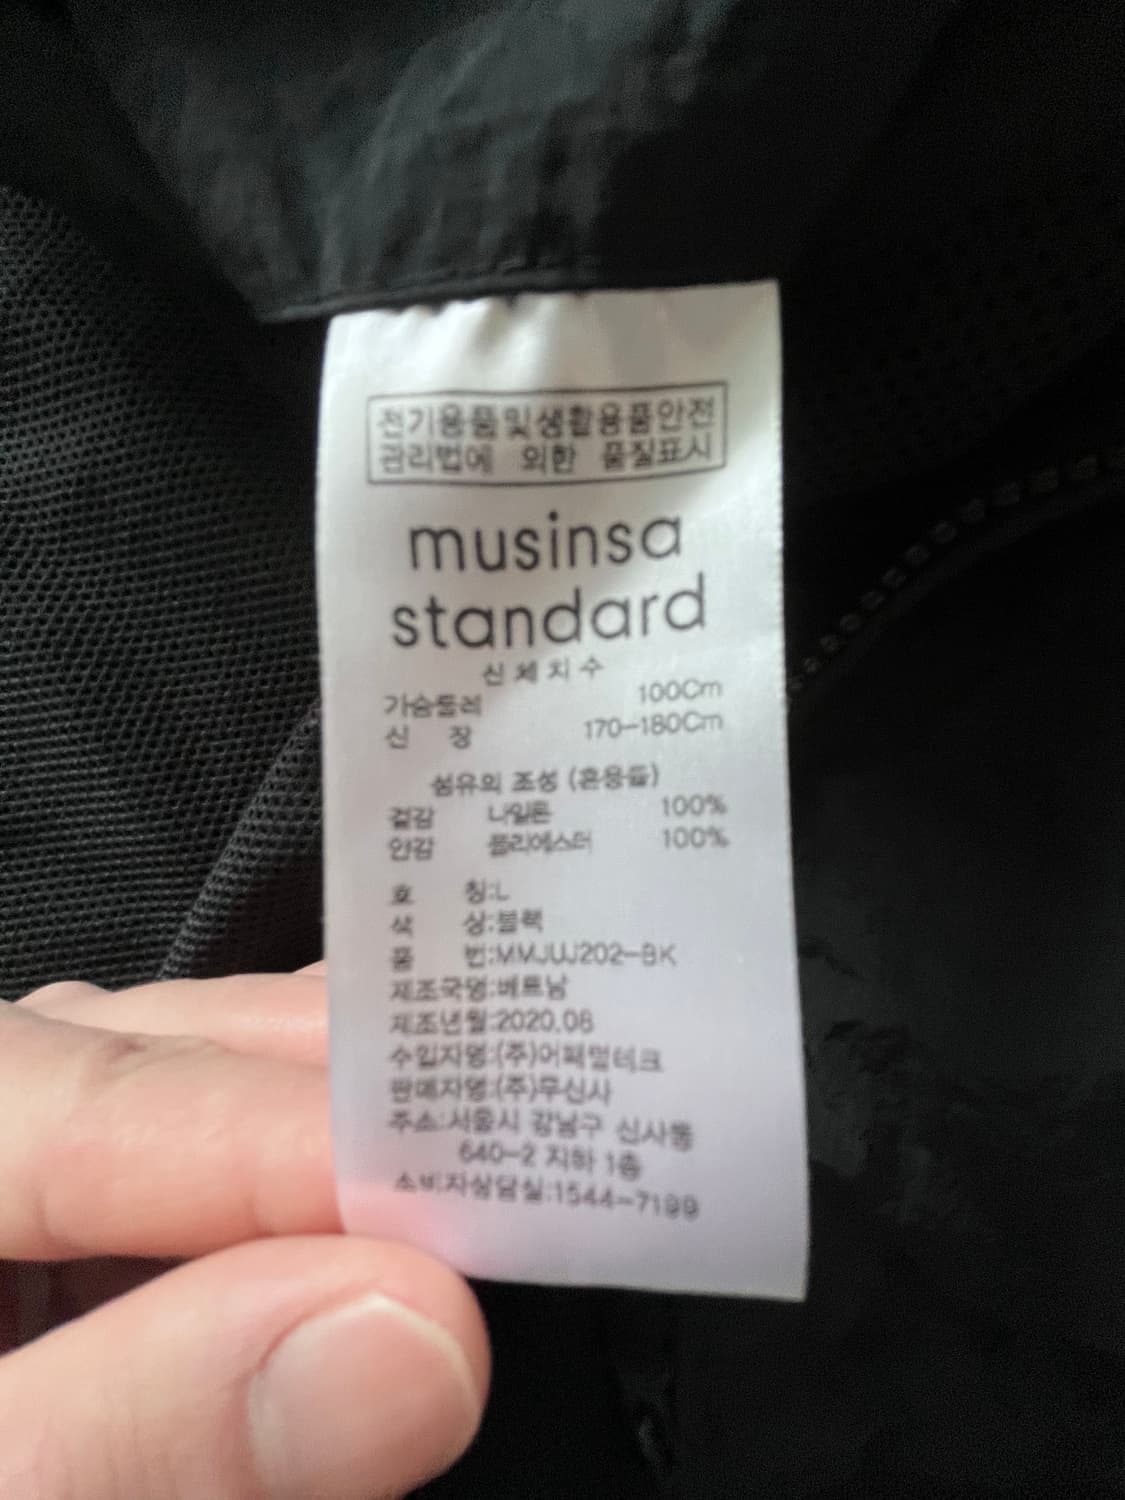 전기용품및생활용품안전
관리법에 의한 품질표시
musinsa
standard
신체치수
가슴둘레 100Cm
신 장 170-180Cm
섬유의 조성 (혼용률)
겉감 나일론 100%
안감 폴리에스터 100%
호 칭:L
색 상:블랙
품 번:MMJUJ202-BK
제조국명:베트남
제조년월:2020.08
수입자명:(주)어패럴테크
판매자명:(주)무신사
주소:서울시 강남구 신사동
640-2 지하 1층
소비자상담실:1544-7199